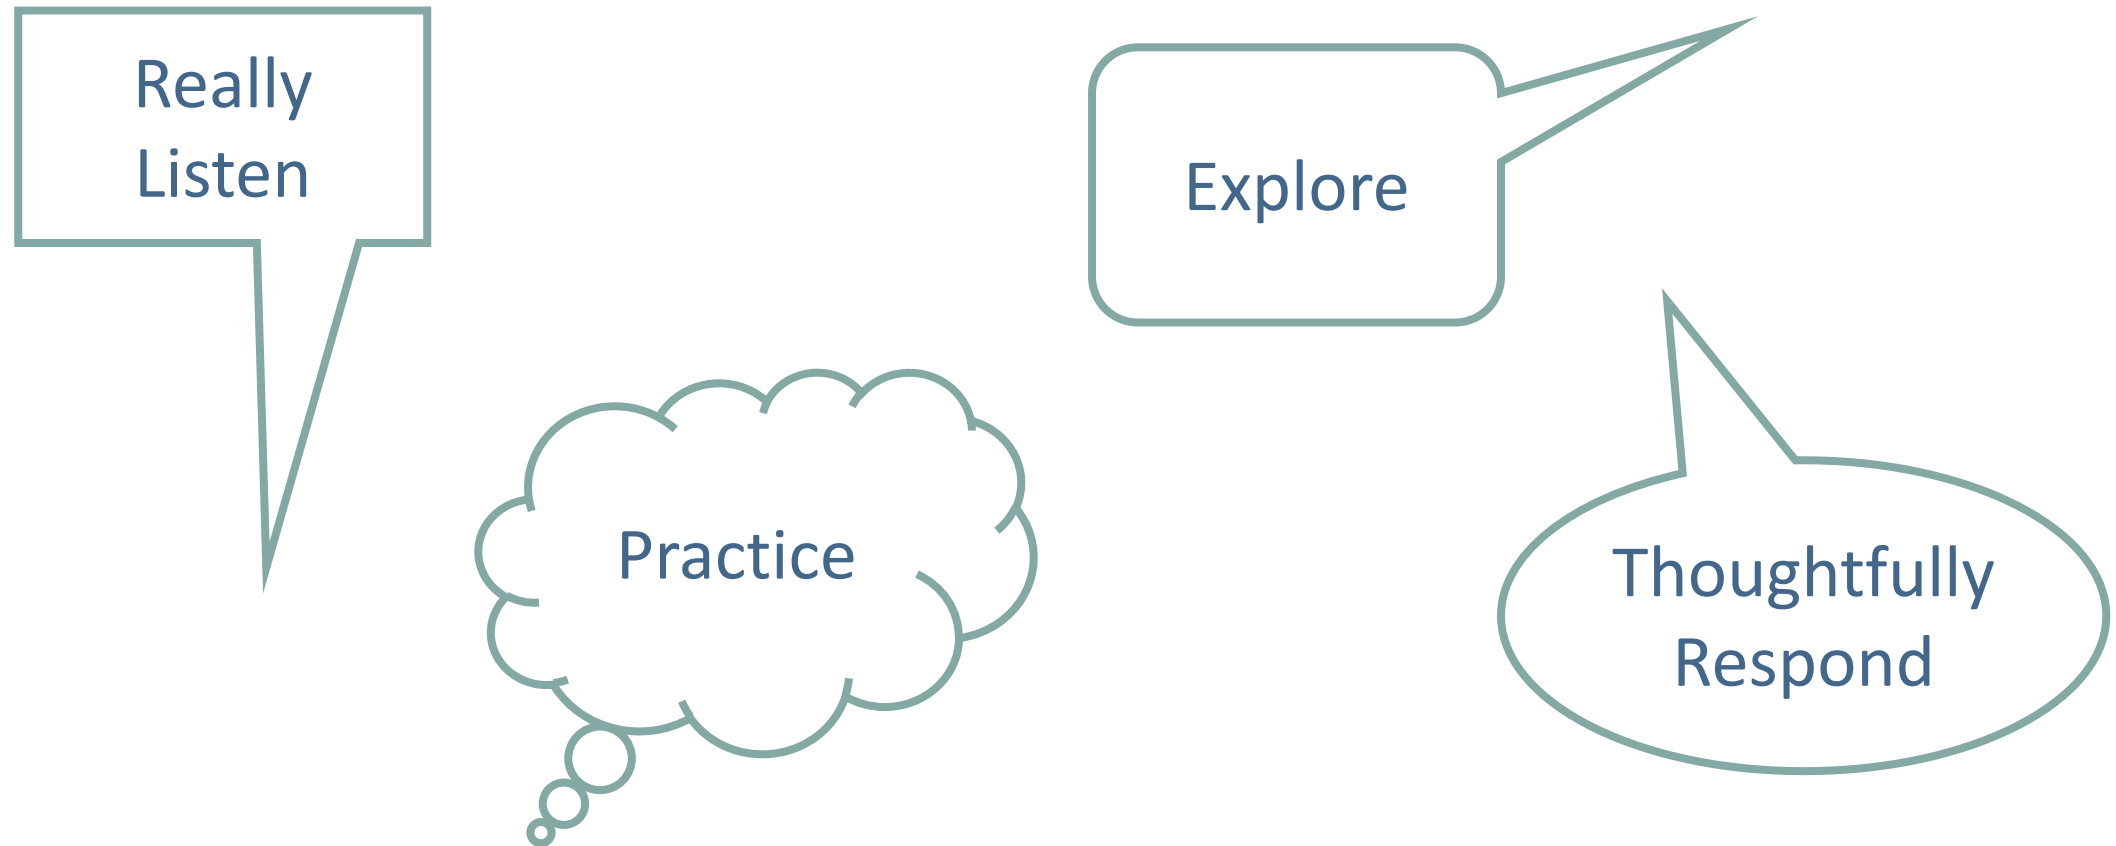 Really
Listen
Explore
Practice
Thoughtfully
Respond